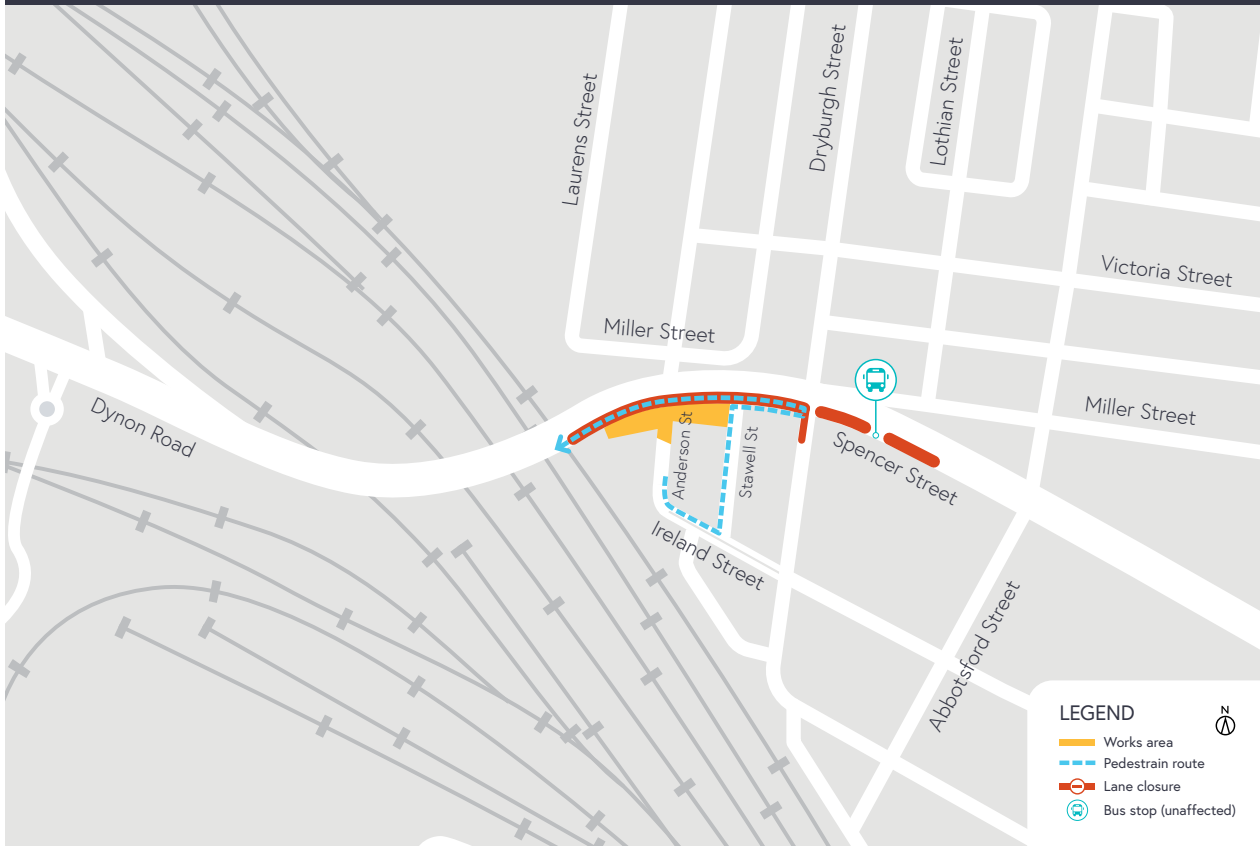 Laurens Street
Dryburgh Street
Lothian Street
Victoria Street
Miller Street
Miller Street
Dynon Road
Anderson St
Stawell St
Spencer Street
Ireland Street
Abbotsford Street
LEGEND
N
Works area
Pedestrain route
Lane closure
Bus stop (unaffected)